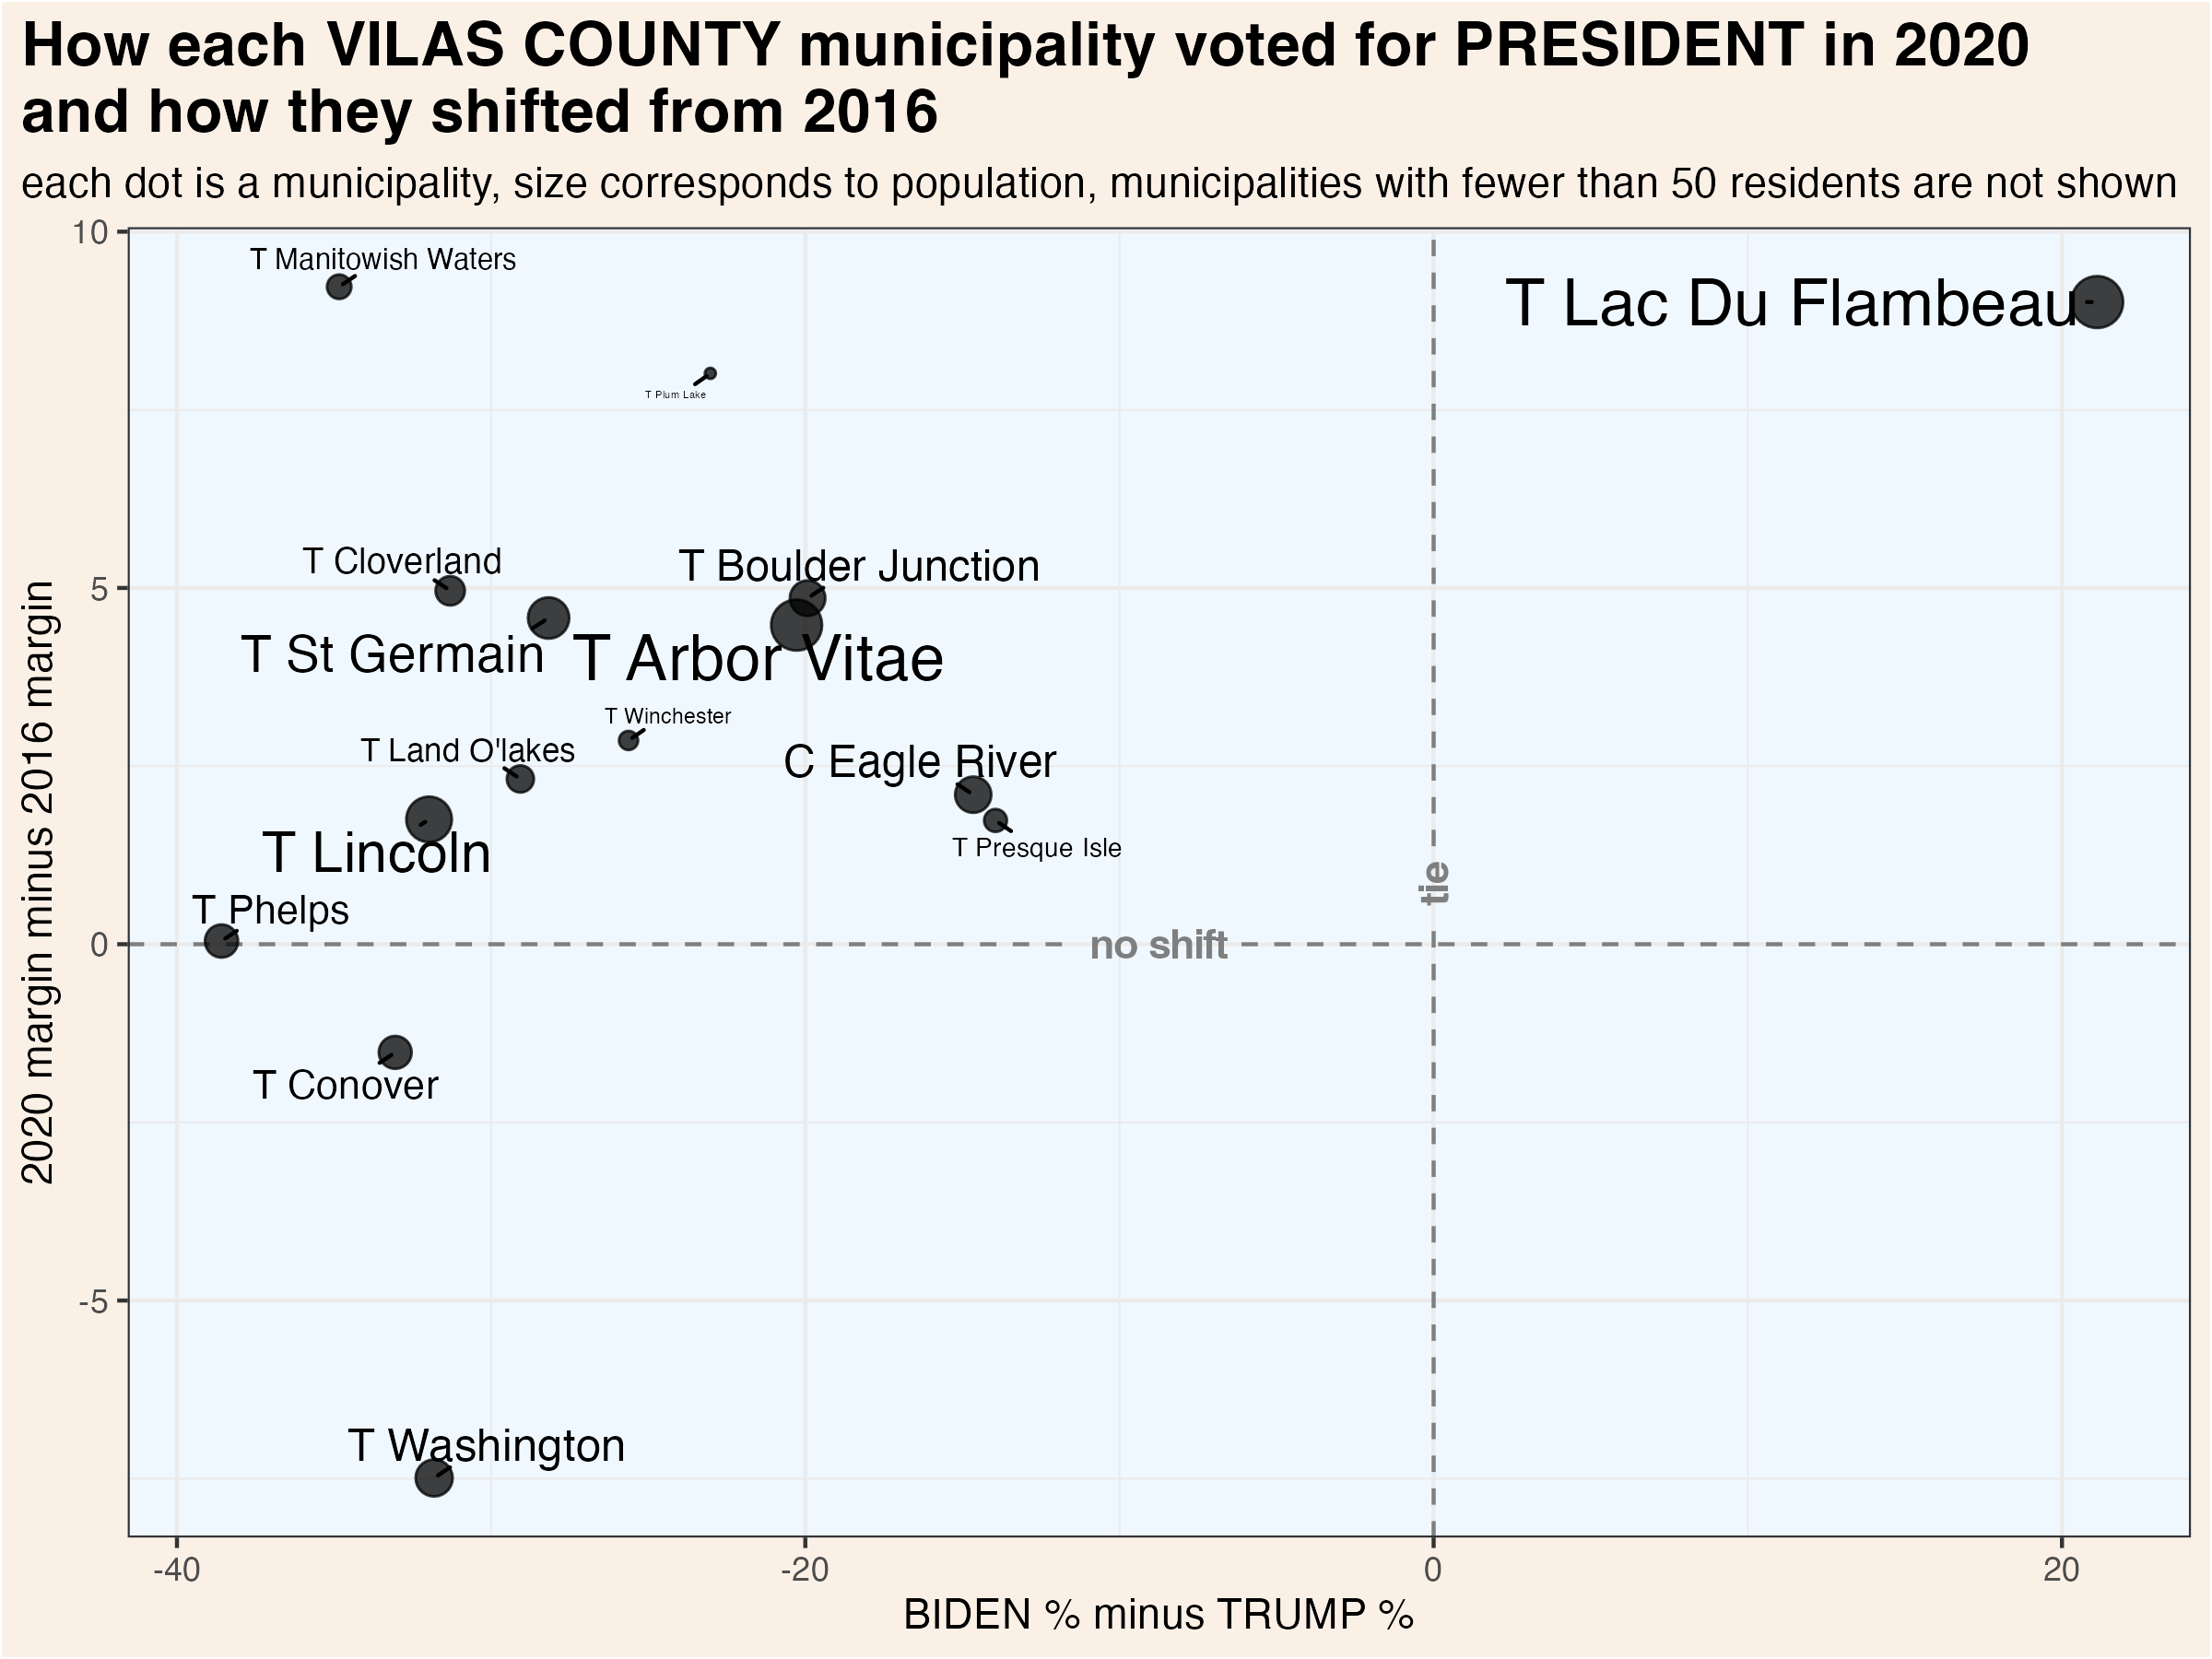 How each VILAS COUNTY municipality voted for PRESIDENT in 2020
and how they shifted from 2016
each dot is a municipality, size corresponds to population, municipalities with fewer than 50 residents are not shown
10
T Manitowish Waters
T Lac Du Flambeau
T Plum Lake
T Cloverland
T Boulder Junction
5
T St Germain
T Arbor Vitae
T Winchester
T Land O'lakes
C Eagle River
T Presque Isle
T Lincoln
tie
T Phelps
0
no shift
T Conover
-5
T Washington
2020 margin minus 2016 margin
-40
-20
0
20
BIDEN % minus TRUMP %